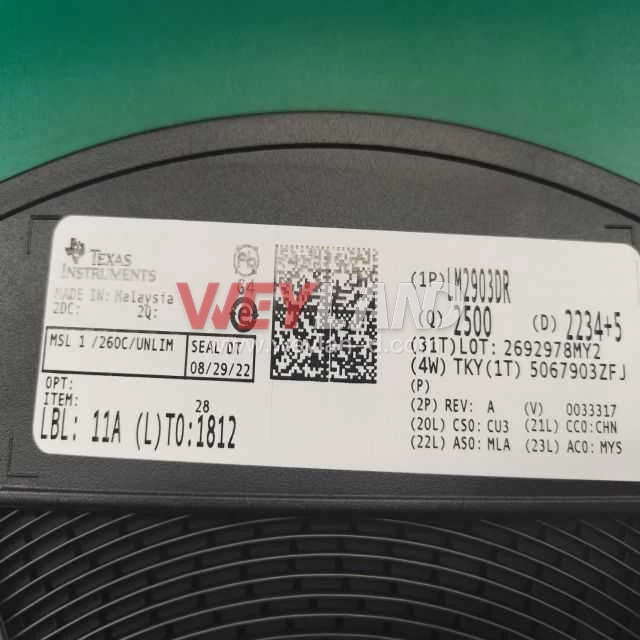 TEXAS
INSTRUMENTS
MADE IN: Malaysia
2DC: 2Q:
MSL 1 /260C/UNLIM
SEAL DT
08/29/22
OPT:
ITEM:
28
LBL: 11A (L)TO:1812
WEYLAND
(1P) LM2903DR
(Q) 2500 (D) 2234+5
(31T)LOT: 2692978MY2
(4W) TKY(1T) 5067903ZFJ
(P)
(2P) REV: A (V) 0033317
(20L) CSO: CU3 (21L) CCO:CHN
(22L) ASO: MLA (23L) ACO: MYS